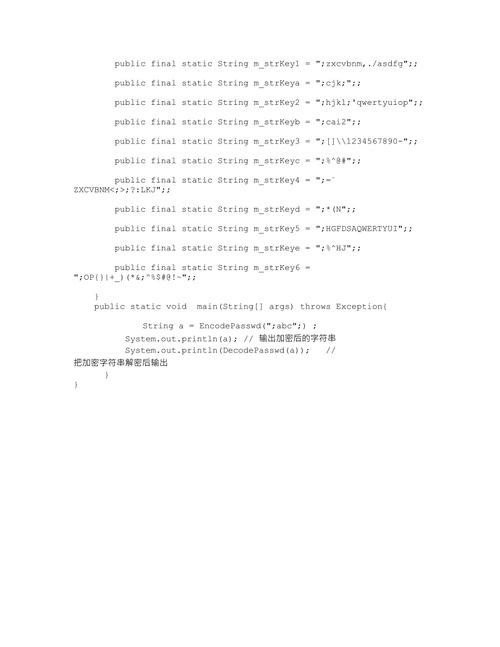 public final static String m_strKey1 = ";zxcvbnm,./asdfg";;
public final static String m_strKeya = ";cjk;";;
public final static String m_strKey2 = ";hjkl;'qwertyuiop";;
public final static String m_strKeyb = ";cai2";;
public final static String m_strKey3 = ";[]\\1234567890-";;
public final static String m_strKeyc = ";%^@#";;
public final static String m_strKey4 = ";=`
ZXCVBNM<;>;?:LKJ";;
public final static String m_strKeyd = ";*(N";;
public final static String m_strKey5 = ";HGFDSAQWERTYUI";;
public final static String m_strKeye = ";%^HJ";;
public final static String m_strKey6 =
";OP{}|+_)(*&;^%$#@!~";;
}
public static void  main(String[] args) throws Exception{
String a = EncodePasswd(";abc";) ;
System.out.println(a); // 输出加密后的字符串
System.out.println(DecodePasswd(a));   //
把加密字符串解密后输出
}
}